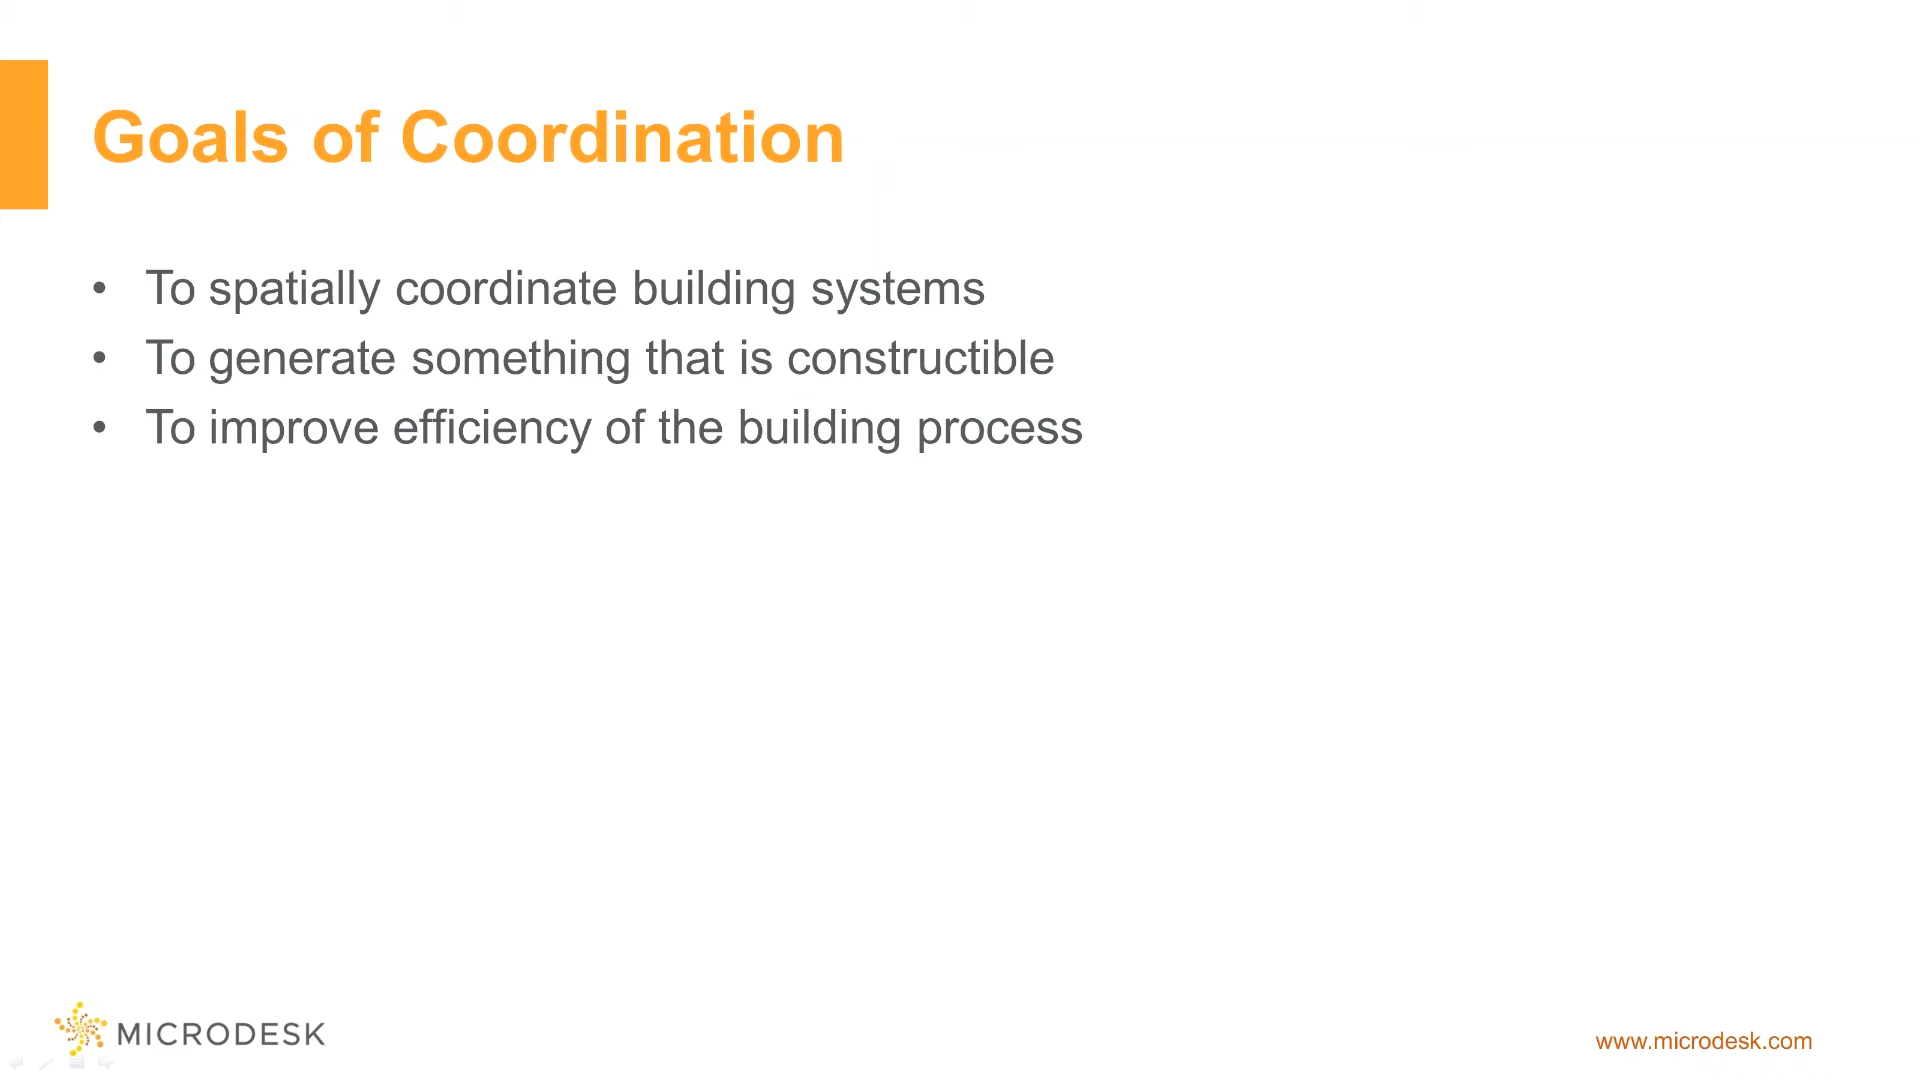 Goals of Coordination
• To spatially coordinate building systems
• To generate something that is constructible
• To improve efficiency of the building process
MICRODESK
www.microdesk.com